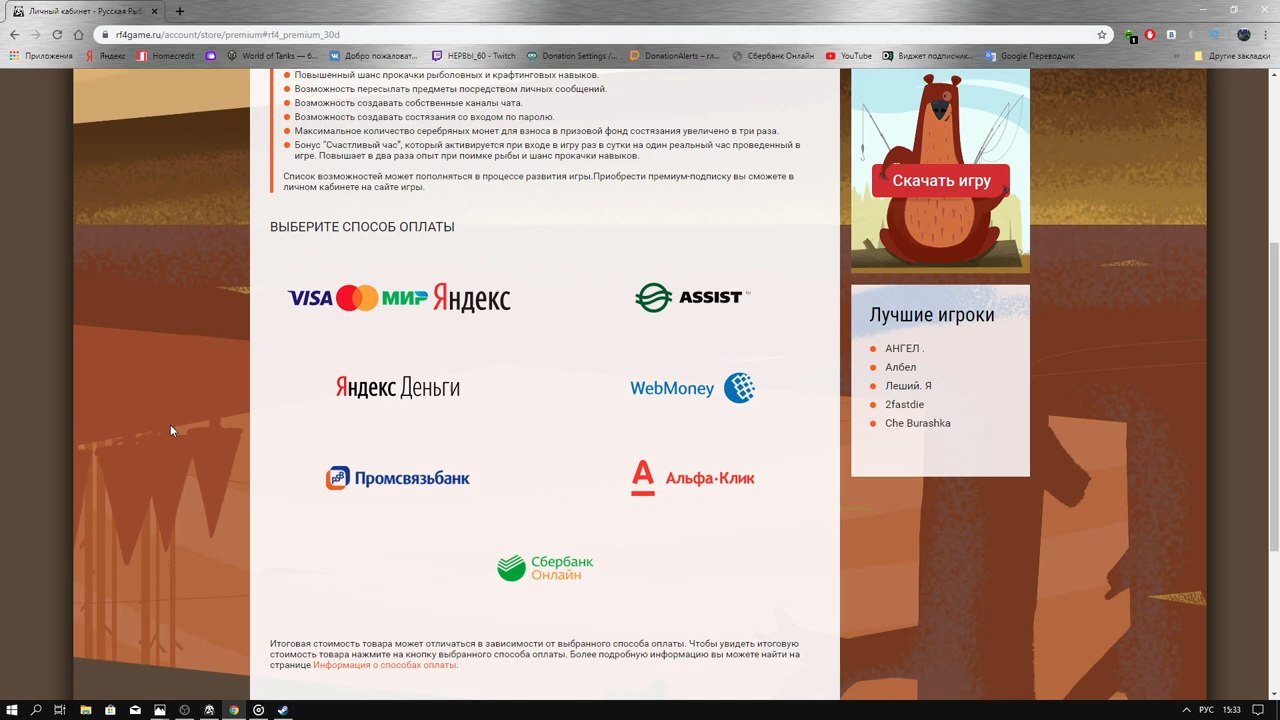 Личный кабинет - Русская Рыб
rf4game.ru/account/store/premium#rf4_premium_30d
Приложения
Яндекс
Homecredit
World of Tanks — б...
Добро пожаловат...
HEPBbI_60 - Twitch
Donation Settings /...
DonationAlerts — гл...
Сбербанк Онлайн
YouTube
Виджет подписчик...
Google Переводчик
»
Другие закладки
Повышенный шанс прокачки рыболовных и крафтинговых навыков.
Возможность пересылать предметы посредством личных сообщений.
Возможность создавать собственные каналы чата.
Возможность создавать состязания со входом по паролю.
Максимальное количество серебряных монет для взноса в призовой фонд состязания увеличено в три раза.
Бонус "Счастливый час", который активируется при входе в игру раз в сутки на один реальный час проведенный в
игре. Повышает в два раза опыт при поимке рыбы и шанс прокачки навыков.
Список возможностей может пополняться в процессе развития игры.Приобрести премиум-подписку вы сможете в
личном кабинете на сайте игры.
ВЫБЕРИТЕ СПОСОБ ОПЛАТЫ
VISA МИР Яндекс
ASSIST™
Яндекс Деньги
WebMoney
Промсвязьбанк
А Альфа·Клик
Сбербанк
Онлайн
Итоговая стоимость товара может отличаться в зависимости от выбранного способа оплаты. Чтобы увидеть итоговую
стоимость товара нажмите на кнопку выбранного способа оплаты. Более подробную информацию вы можете найти на
странице Информация о способах оплаты.
Скачать игру
Лучшие игроки
АНГЕЛ .
Албел
Леший. Я
2fastdie
Che Burashka
РУС
15:33